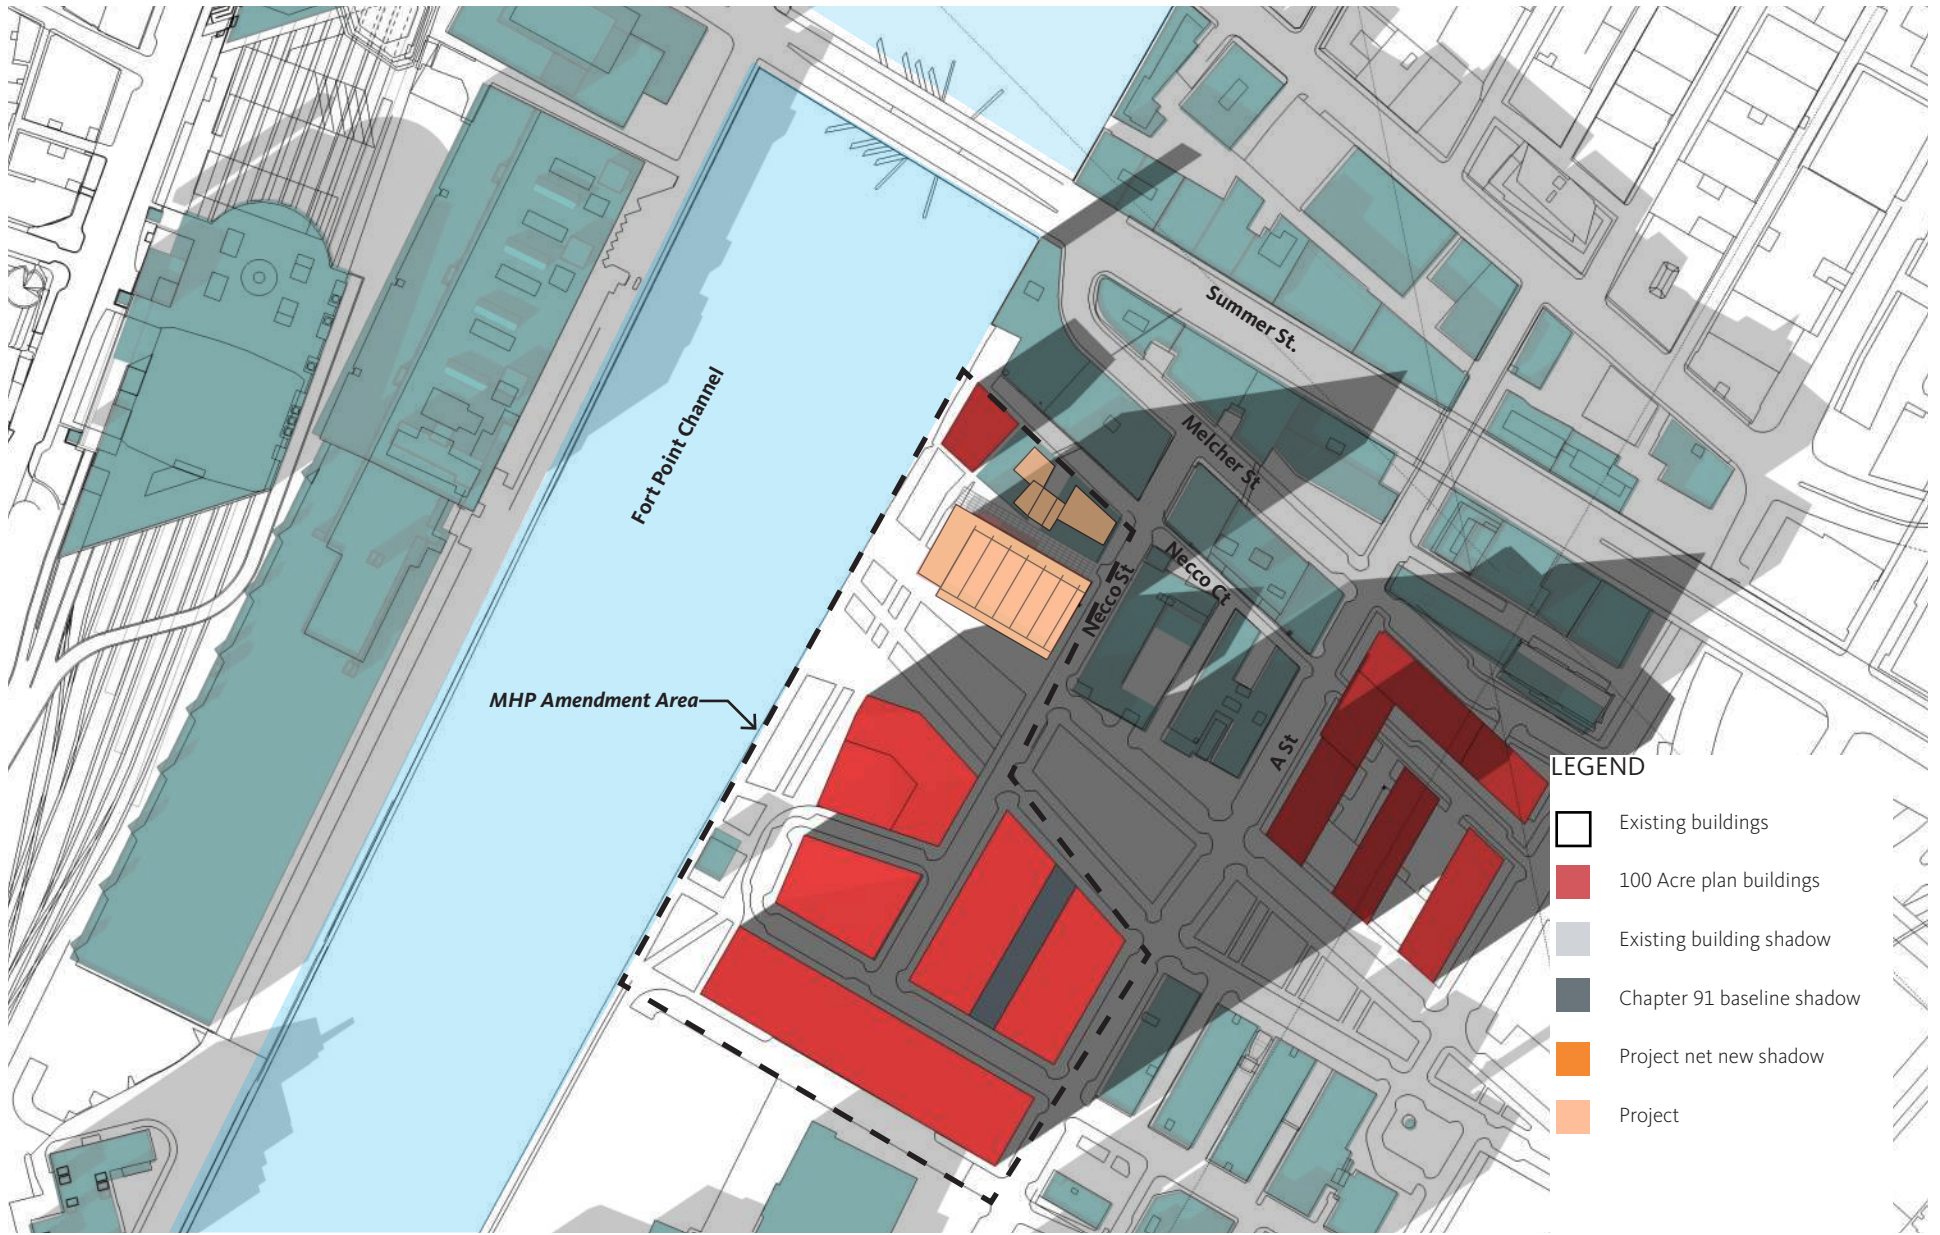 Summer St.
Fort Point Channel
Melcher St
Necco Ct
Necco St
MHP Amendment Area
A St
LEGEND
Existing buildings
100 Acre plan buildings
Existing building shadow
Chapter 91 baseline shadow
Project net new shadow
Project